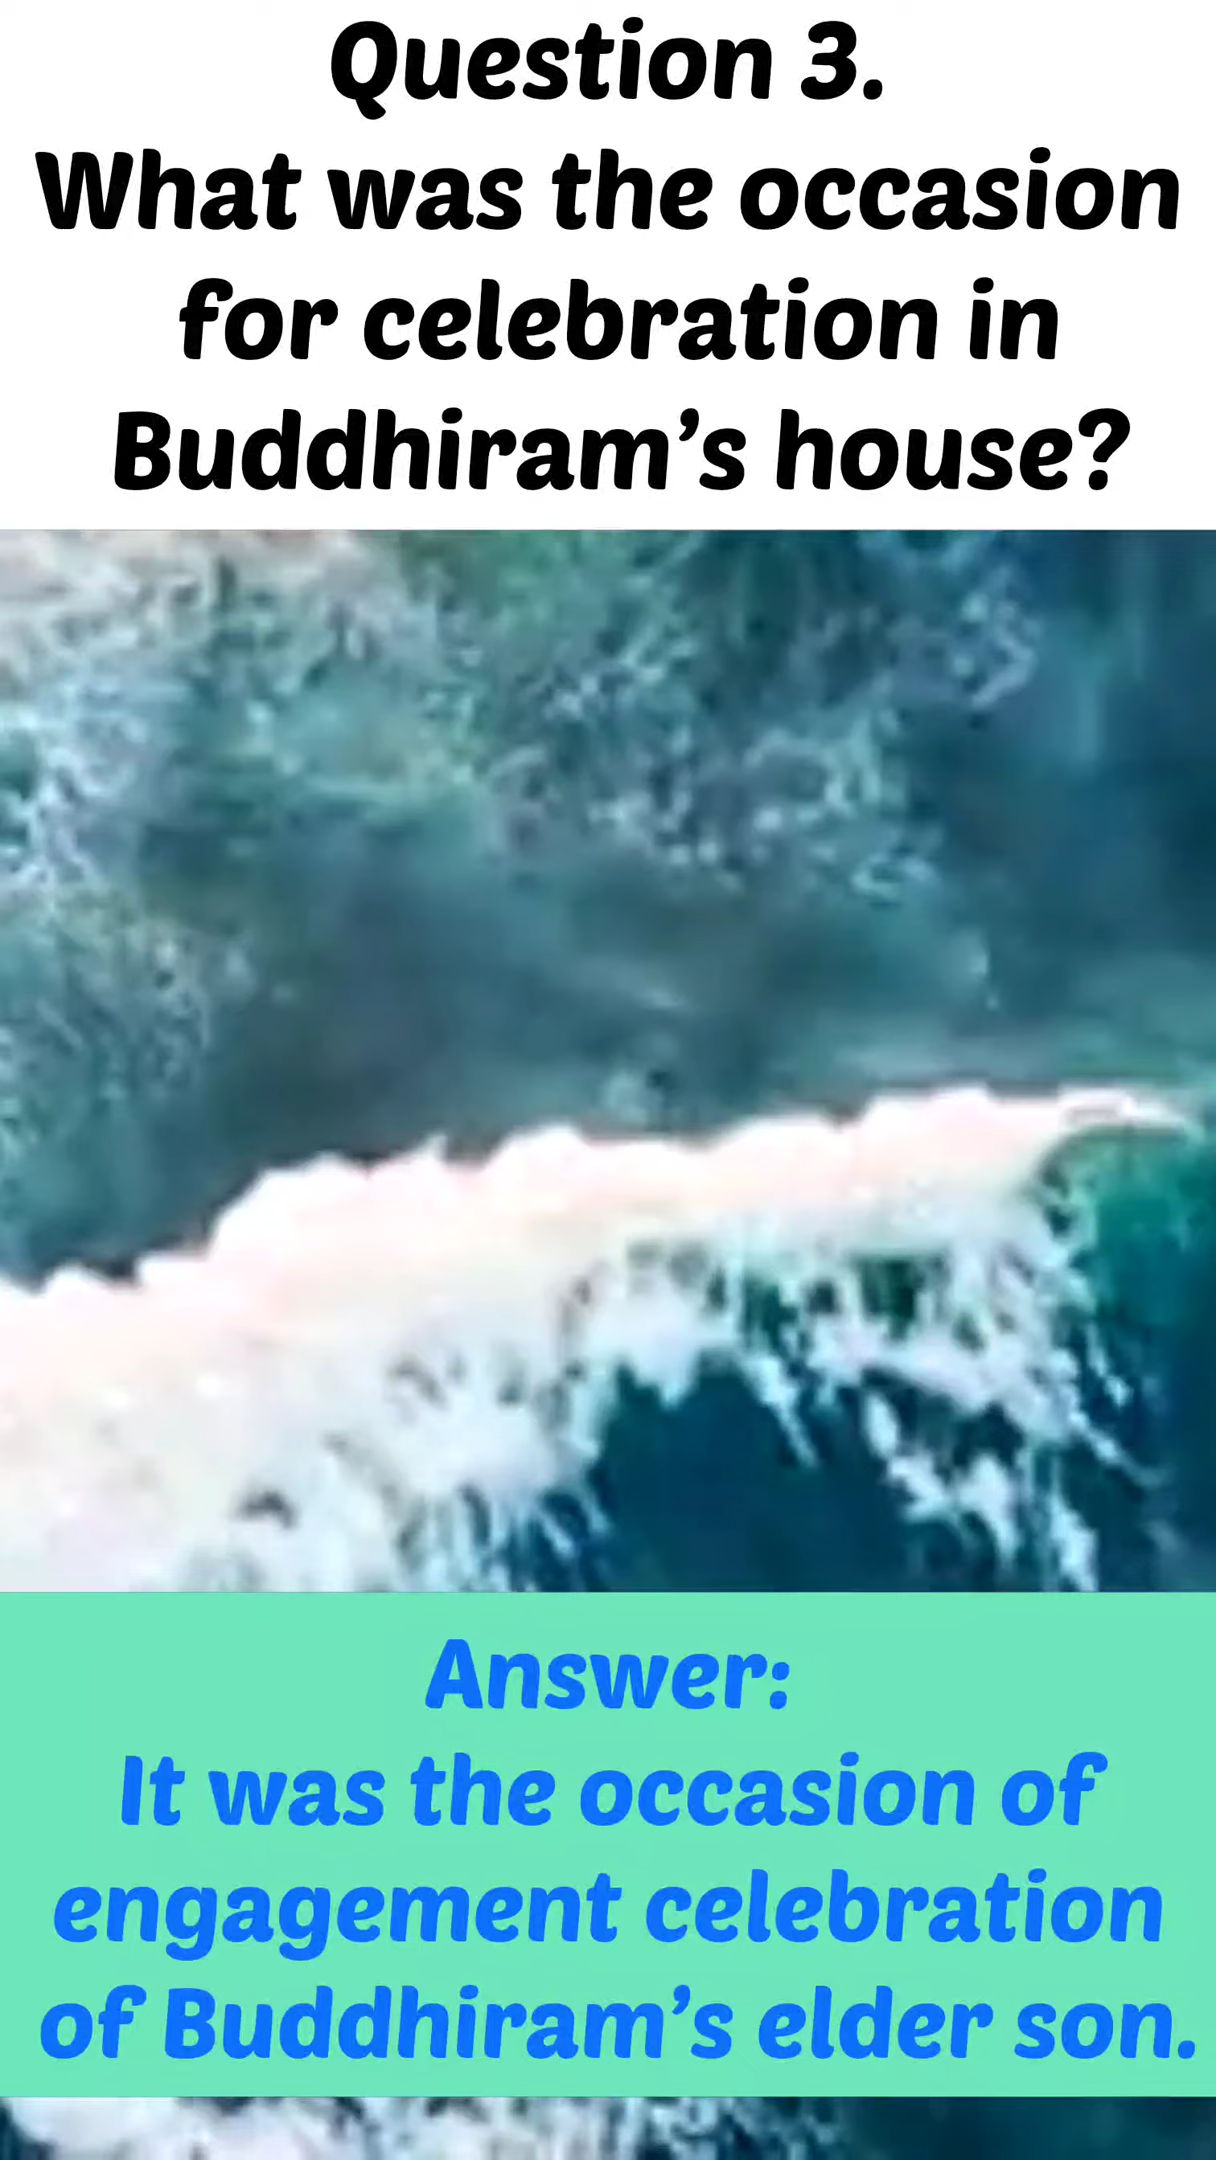 Question 3.
What was the occasion
for celebration in
Buddhiram’s house?
Answer:
It was the occasion of
engagement celebration
of Buddhiram’s elder son.